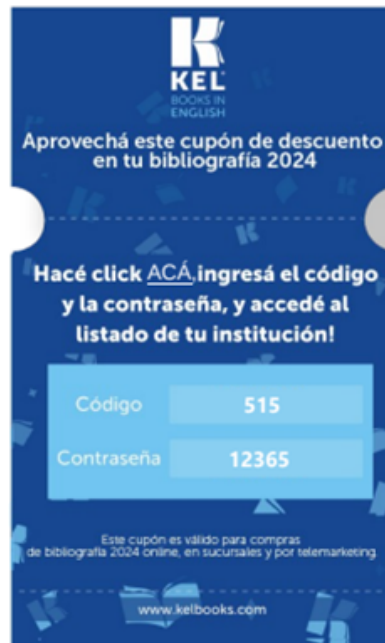 KEL
BOOKS IN
ENGLISH
Aprovechá este cupón de descuento
en tu bibliografía 2024
Hacé click ACÁ, ingresá el código
y la contraseña, y accedé al
listado de tu institución!
Código 515
Contraseña 12365
Este cupón es válido para compras
de bibliografía 2024 online, en sucursales y por telemarketing.
www.kelbooks.com